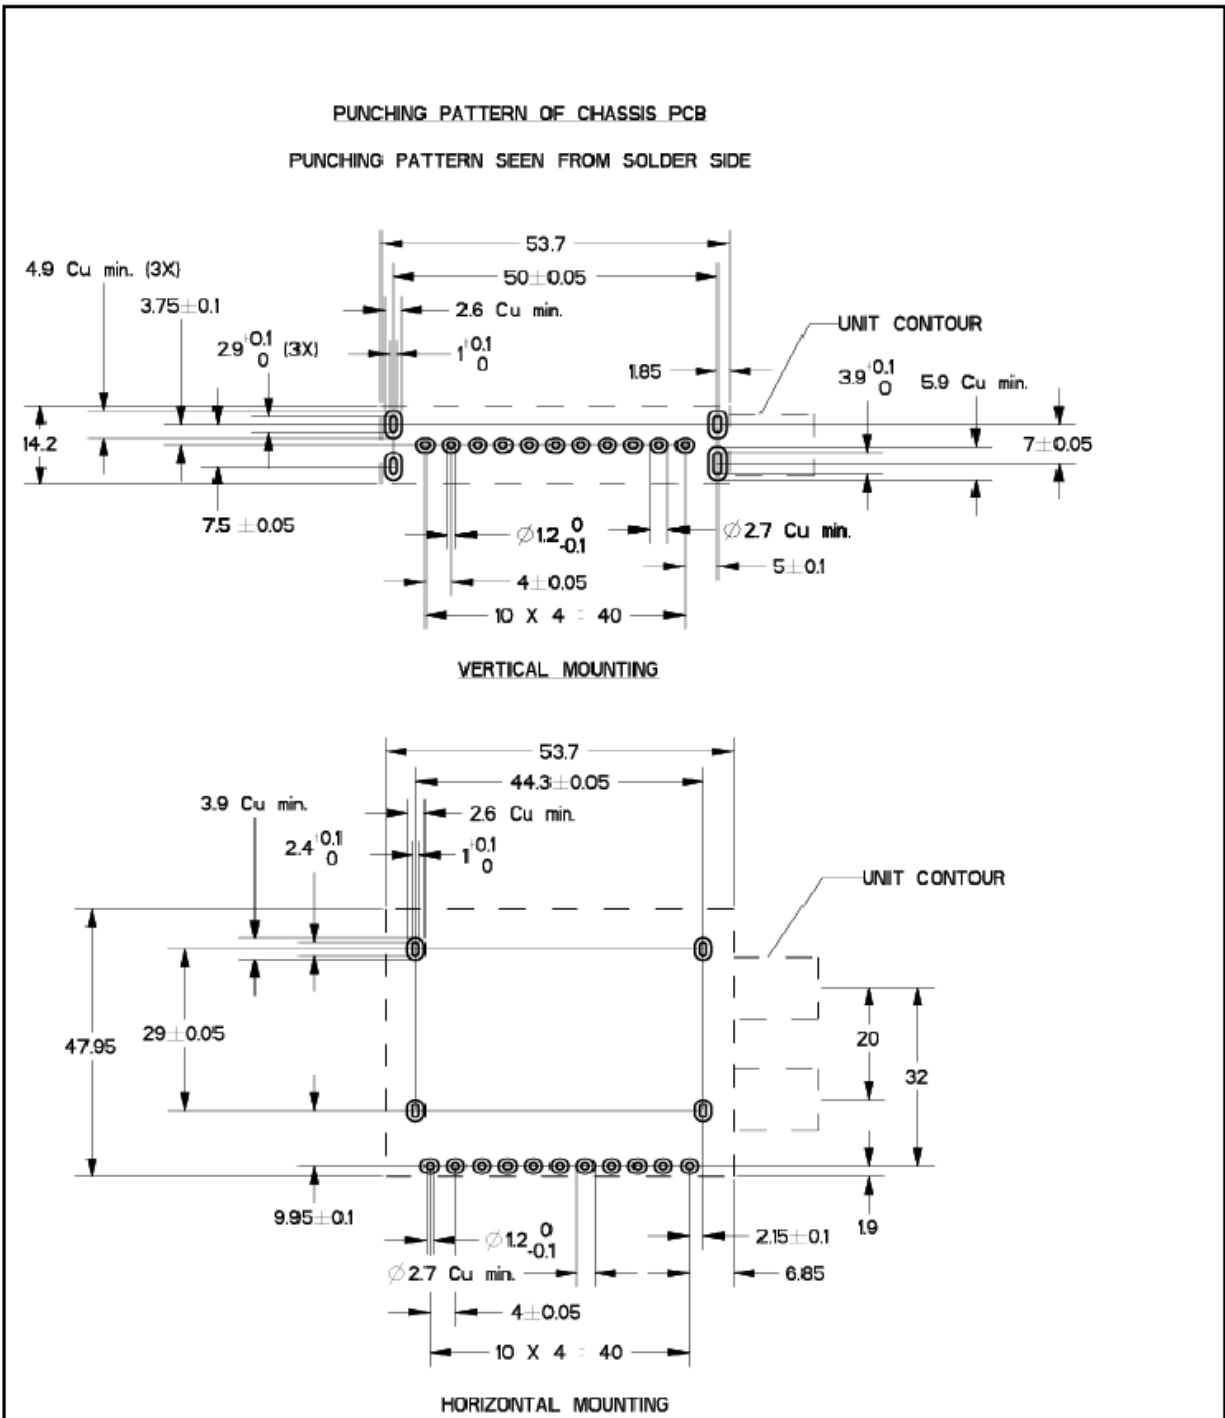 PUNCHING PATTERN OF CHASSIS PCB
PUNCHING PATTERN SEEN FROM SOLDER SIDE
53.7
4.9 Cu min. (3X)
50±0.05
3.75±0.1
2.6 Cu min.
UNIT CONTOUR
2.9 +0.1 0 (3X)
1 +0.1 0
1.85
3.9 +0.1 0
5.9 Cu min.
14.2
7±0.05
7.5 ±0.05
Ø1.2 0 -0.1
Ø2.7 Cu min.
4±0.05
5±0.1
10 X 4 = 40
VERTICAL MOUNTING
53.7
44.3±0.05
3.9 Cu min.
2.6 Cu min.
2.4 +0.1 0
1 +0.1 0
UNIT CONTOUR
29±0.05
47.95
20
32
9.95±0.1
1.9
Ø1.2 0 -0.1
2.15±0.1
Ø2.7 Cu min.
6.85
4±0.05
10 X 4 = 40
HORIZONTAL MOUNTING